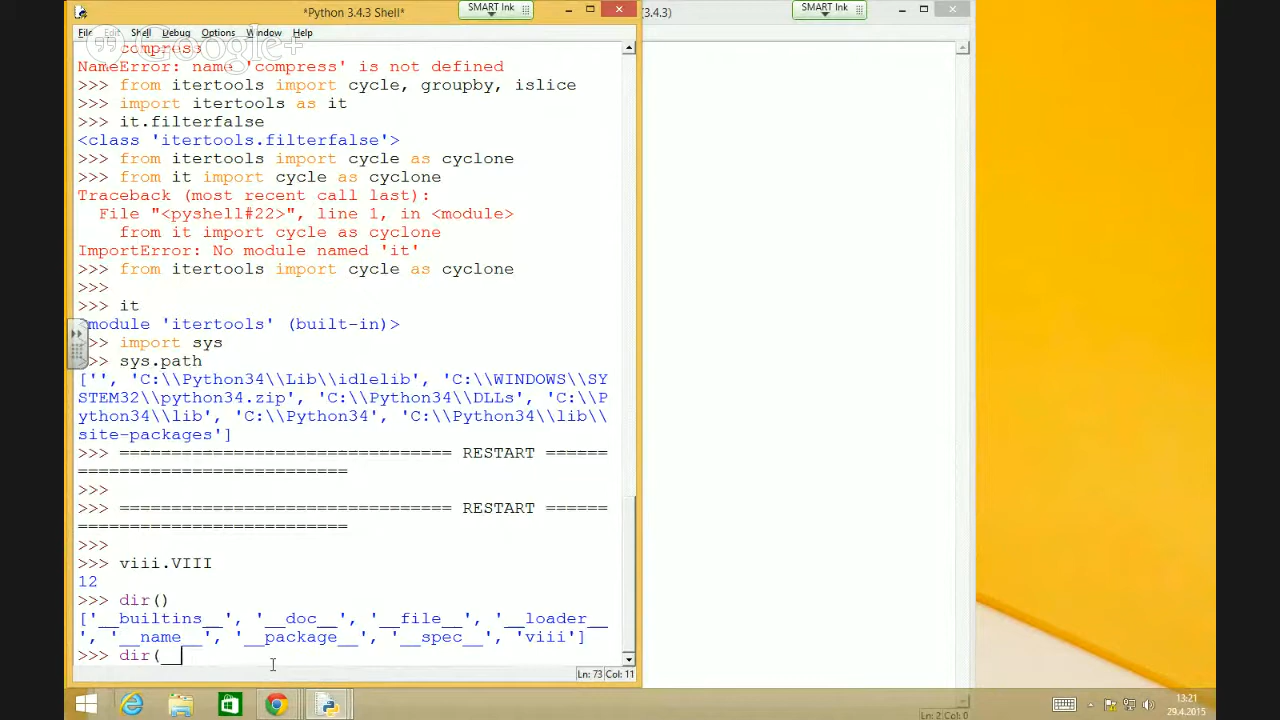 *Python 3.4.3 Shell*
SMART Ink
3.4.3)
SMART Ink
File Edit Shell Debug Options Window Help
Google+
compress
NameError: name 'compress' is not defined
>>> from itertools import cycle, groupby, islice
>>> import itertools as it
>>> it.filterfalse
<class 'itertools.filterfalse'>
>>> from itertools import cycle as cyclone
>>> from it import cycle as cyclone
Traceback (most recent call last):
  File "<pyshell#22>", line 1, in <module>
    from it import cycle as cyclone
ImportError: No module named 'it'
>>> from itertools import cycle as cyclone
>>>
>>> it
<module 'itertools' (built-in)>
>>> import sys
>>> sys.path
['', 'C:\\Python34\\Lib\\idlelib', 'C:\\WINDOWS\\SY
STEM32\\python34.zip', 'C:\\Python34\\DLLs', 'C:\\P
ython34\\lib', 'C:\\Python34', 'C:\\Python34\\lib\\
site-packages']
>>> ================================ RESTART ======
==========================
>>>
>>> ================================ RESTART ======
==========================
>>>
>>> viii.VIII
12
>>> dir()
['__builtins__', '__doc__', '__file__', '__loader__
', '__name__', '__package__', '__spec__', 'viii']
>>> dir(__
Ln: 73 Col: 11
Ln: 2 Col: 0
13:21
29.4.2015